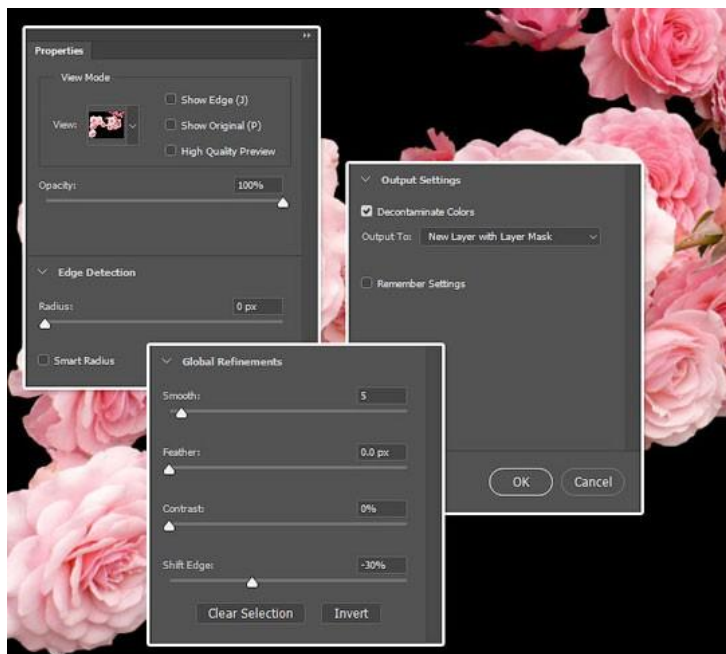 Properties
View Mode
View:
Show Edge (J)
Show Original (P)
High Quality Preview
Opacity:
100%
Edge Detection
Radius:
0 px
Smart Radius
Output Settings
Decontaminate Colors
Output To:
New Layer with Layer Mask
Remember Settings
OK
Cancel
Global Refinements
Smooth:
5
Feather:
0.0 px
Contrast:
0%
Shift Edge:
-30%
Clear Selection
Invert